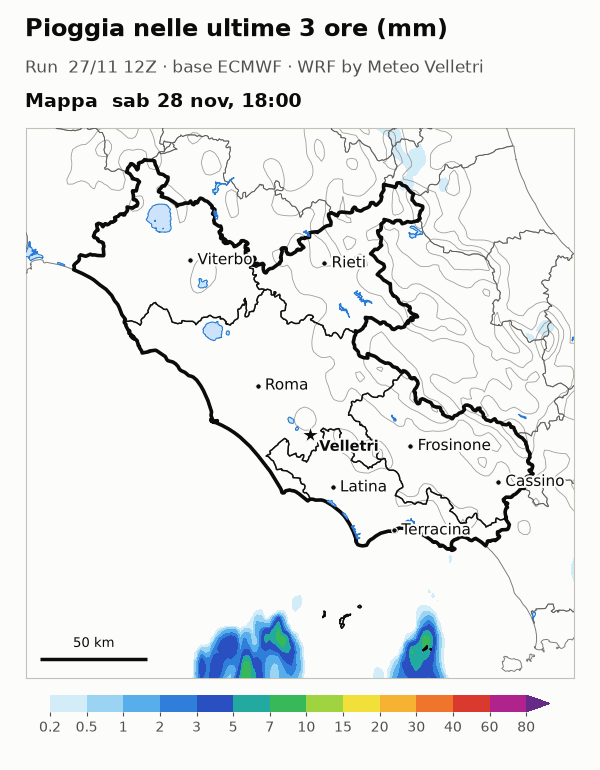 Pioggia nelle ultime 3 ore (mm)
Run  27/11 12Z · base ECMWF · WRF by Meteo Velletri
Mappa  sab 28 nov, 18:00
Viterbo
Rieti
Roma
Velletri
Frosinone
Cassino
Latina
Terracina
50 km
0.2 0.5 1 2 3 5 7 10 15 20 30 40 60 80